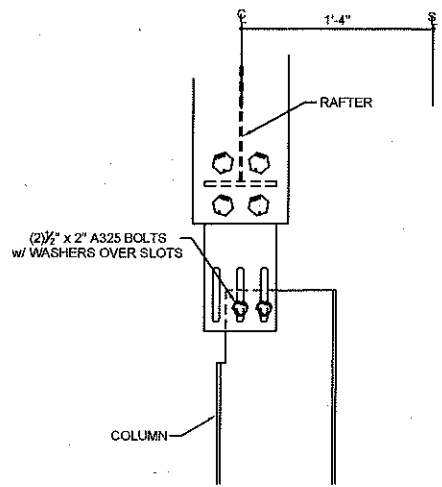 ℄ 1'-4" ℄
RAFTER
(2)½" x 2" A325 BOLTS
w/ WASHERS OVER SLOTS
COLUMN